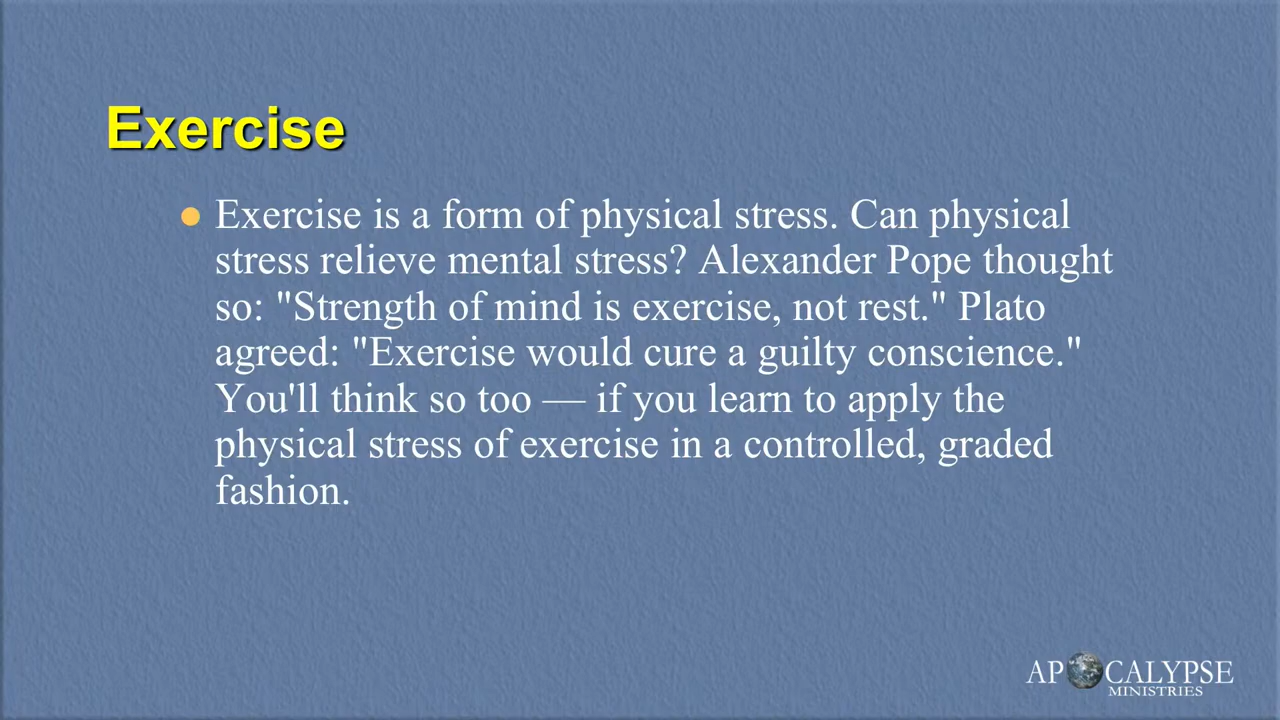 Exercise
Exercise is a form of physical stress. Can physical
stress relieve mental stress? Alexander Pope thought
so: "Strength of mind is exercise, not rest." Plato
agreed: "Exercise would cure a guilty conscience."
You'll think so too — if you learn to apply the
physical stress of exercise in a controlled, graded
fashion.
APOCALYPSE
MINISTRIES